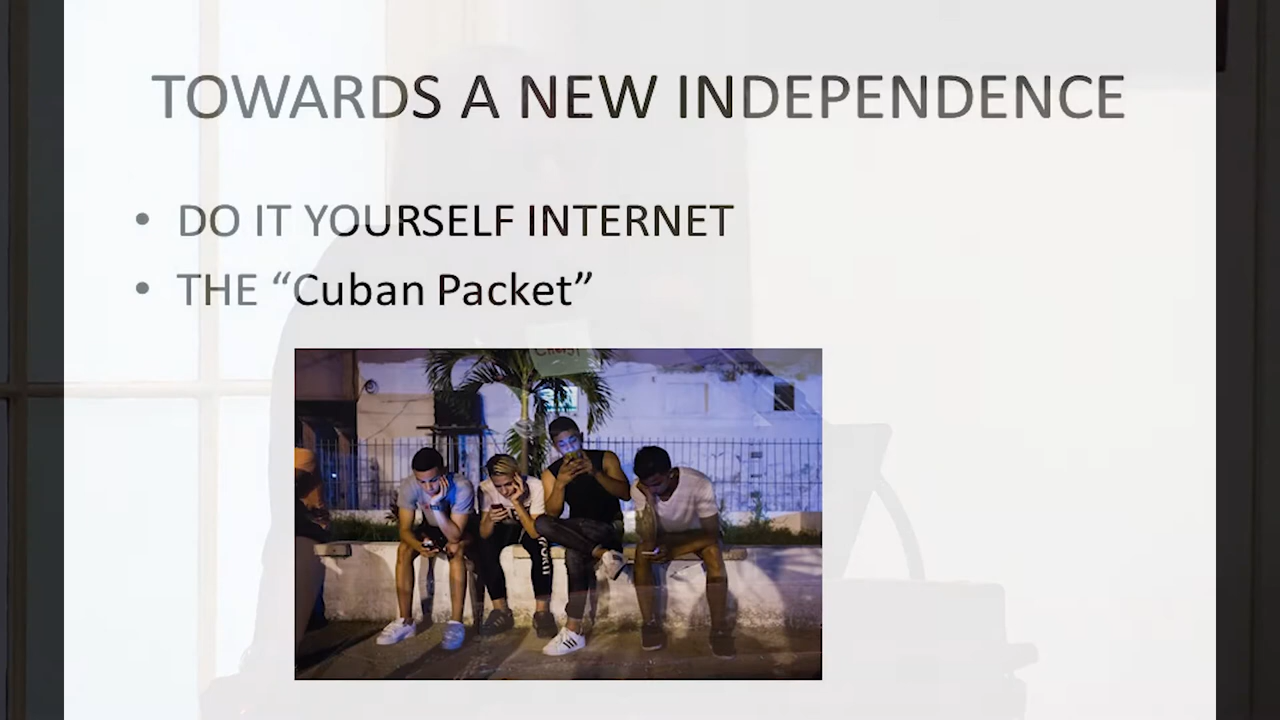 TOWARDS A NEW INDEPENDENCE
• DO IT YOURSELF INTERNET
• THE “Cuban Packet”